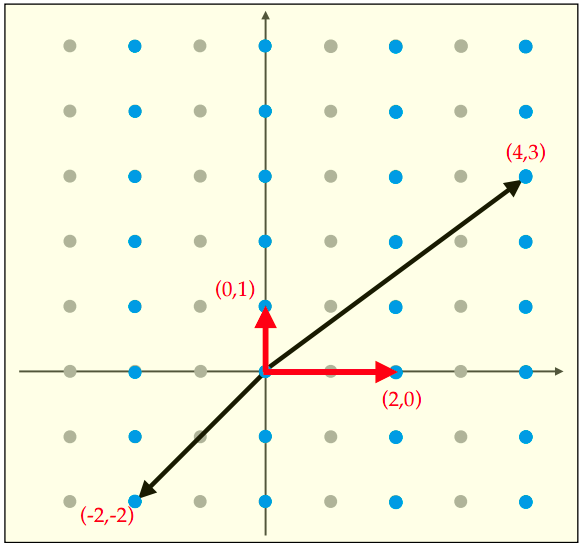 (4,3)
(0,1)
(2,0)
(-2,-2)